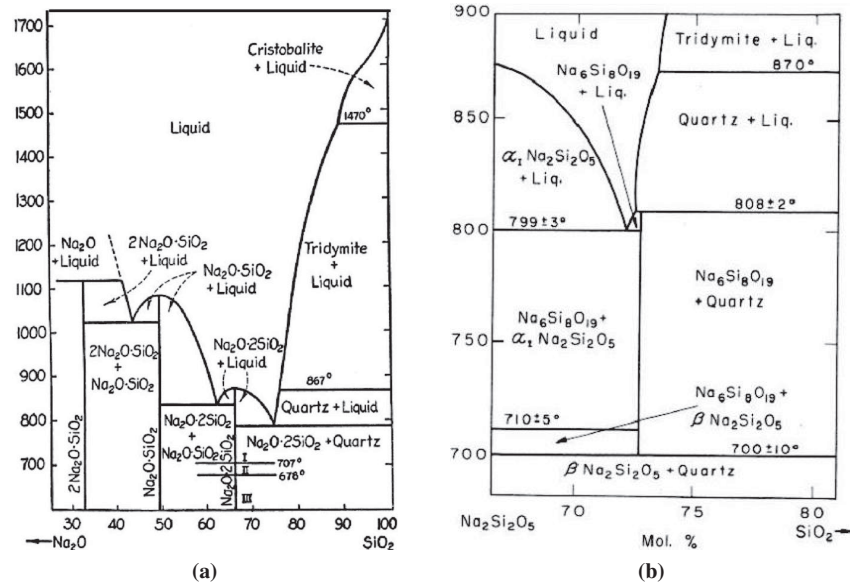 1700
1600
1500
1400
1300
1200
1100
1000
900
800
700
Cristobalite
+ Liquid
1470°
Liquid
Na₂O
+Liquid
2Na₂O·SiO₂
+Liquid
Na₂O·SiO₂
+ Liquid
Tridymite
+
Liquid
2Na₂O·SiO₂
+
Na₂O·SiO₂
Na₂O·2SiO₂
+Liquid
867°
Quartz + Liquid
Na₂O·2SiO₂
+
Na₂O·SiO₂
Na₂O·2SiO₂ +Quartz
I
707°
II
678°
III
2Na₂O·SiO₂
Na₂O·SiO₂
Na₂O·2SiO₂
30 40 50 60 70 80 90 100
Na₂O
SiO₂
(a)
900
850
800
750
700
Liquid
Tridymite + Liq.
870°
Na₆Si₈O₁₉
+ Liq.
Quartz + Liq.
α₁ Na₂Si₂O₅
+ Liq.
799±3°
808±2°
Na₆Si₈O₁₉
+Quartz
Na₆Si₈O₁₉+
α₁ Na₂Si₂O₅
Na₆Si₈O₁₉ +
β Na₂Si₂O₅
710±5°
700±10°
β Na₂Si₂O₅ + Quartz
70 75 80
Na₂Si₂O₅
Mol. %
SiO₂
(b)